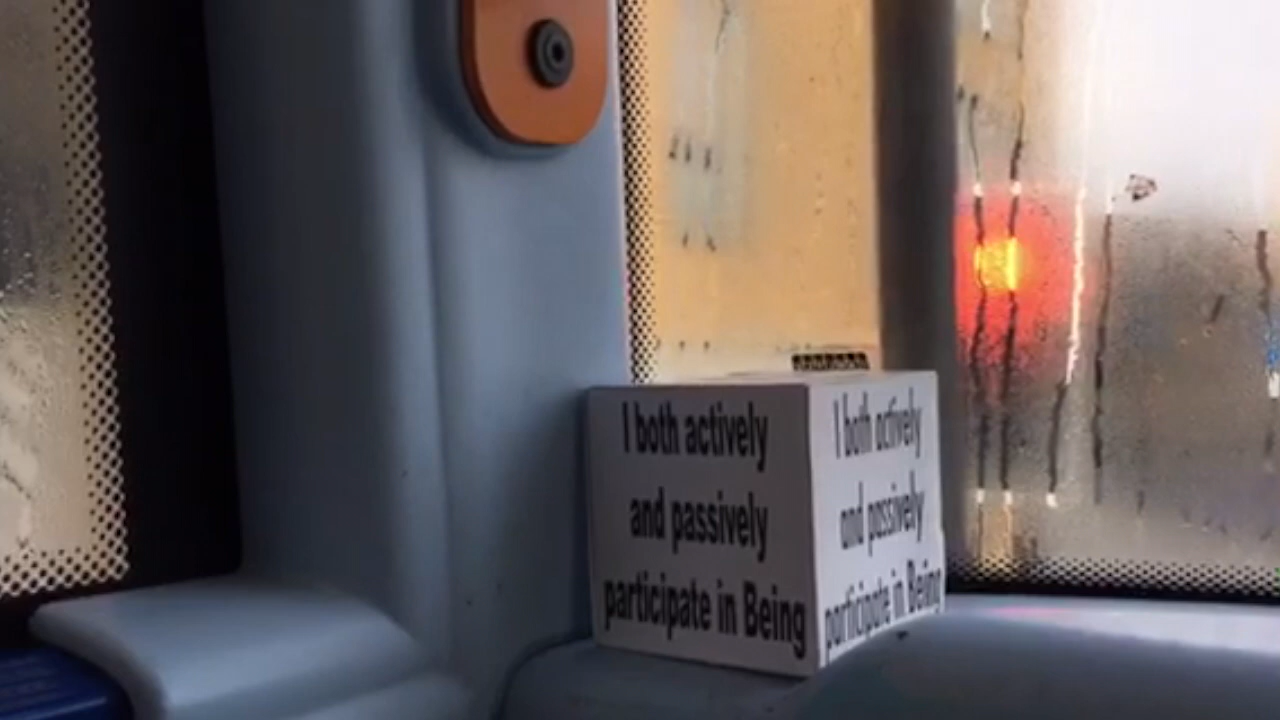 I both actively
and passively
participate in Being
I both actively
and passively
participate in Being